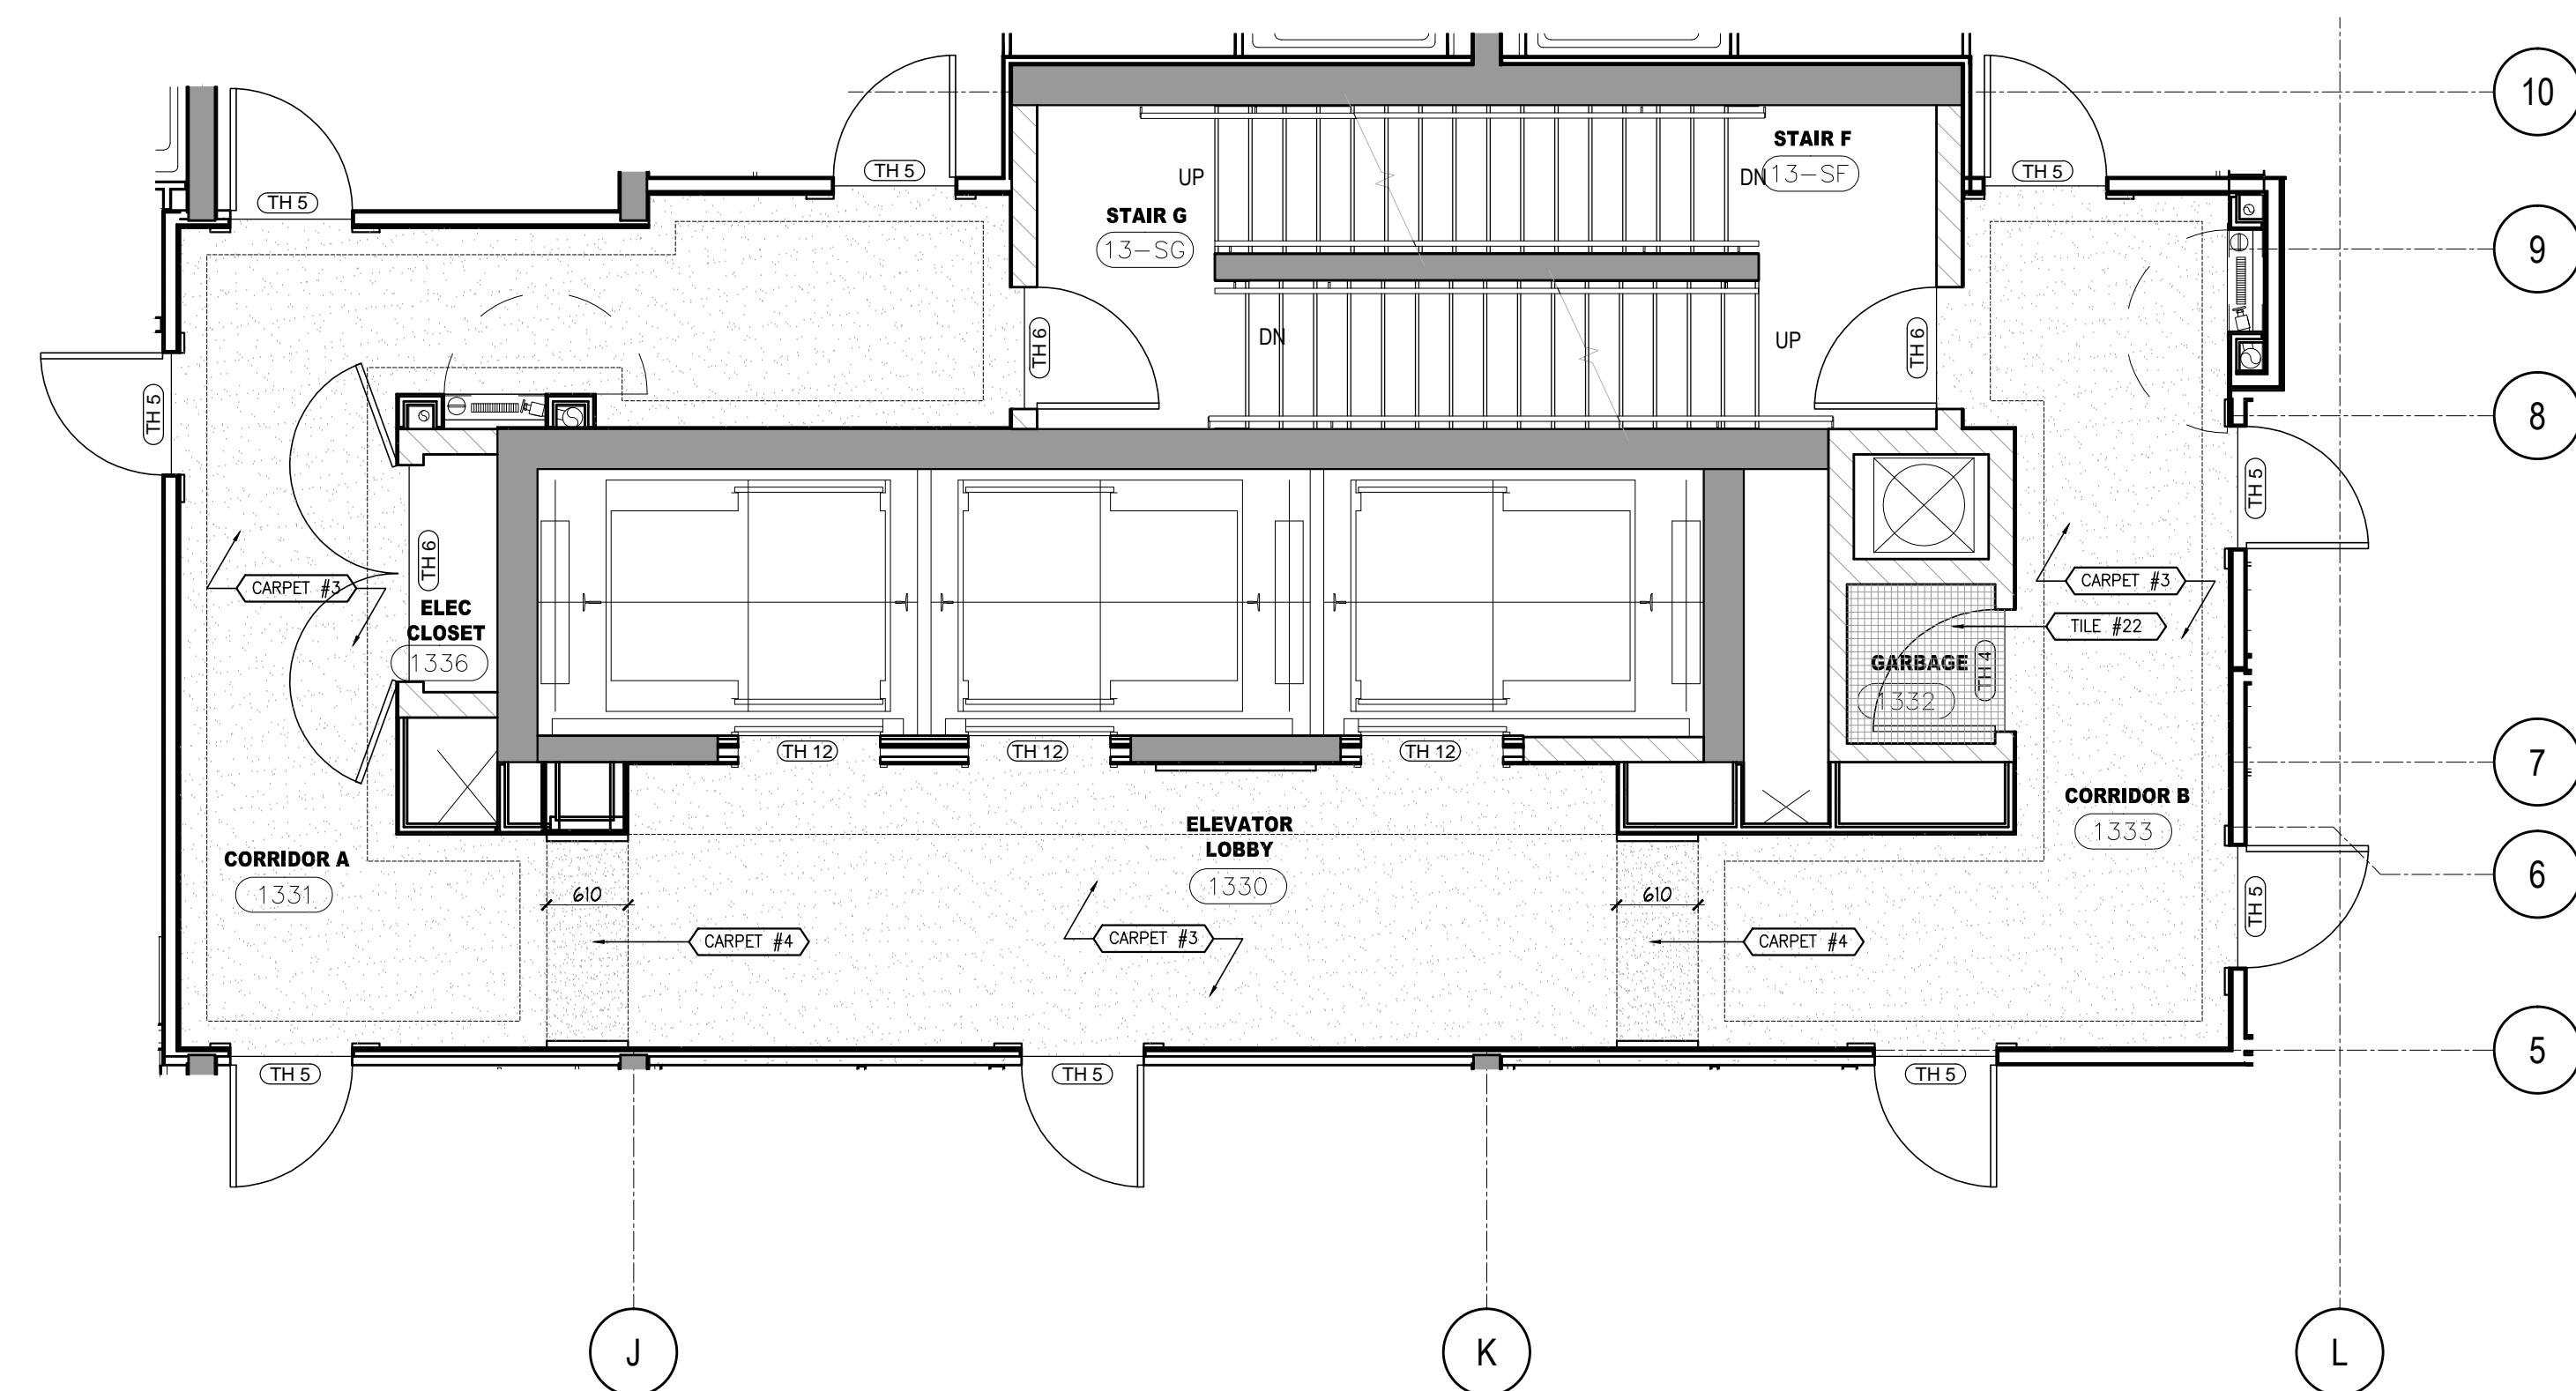 10
STAIR F
13-SF
UP
DN
TH 5
TH 5
TH 5
STAIR G
13-SG
9
TH 6
TH 6
DN
UP
TH 5
8
TH 5
TH 6
CARPET #3
ELEC
CLOSET
1336
CARPET #3
TILE #22
GARBAGE
1332
TH 4
TH 12
TH 12
TH 12
7
CORRIDOR B
1333
ELEVATOR
LOBBY
1330
CORRIDOR A
1331
610
610
6
TH 5
CARPET #4
CARPET #3
CARPET #4
5
TH 5
TH 5
TH 5
J
K
L